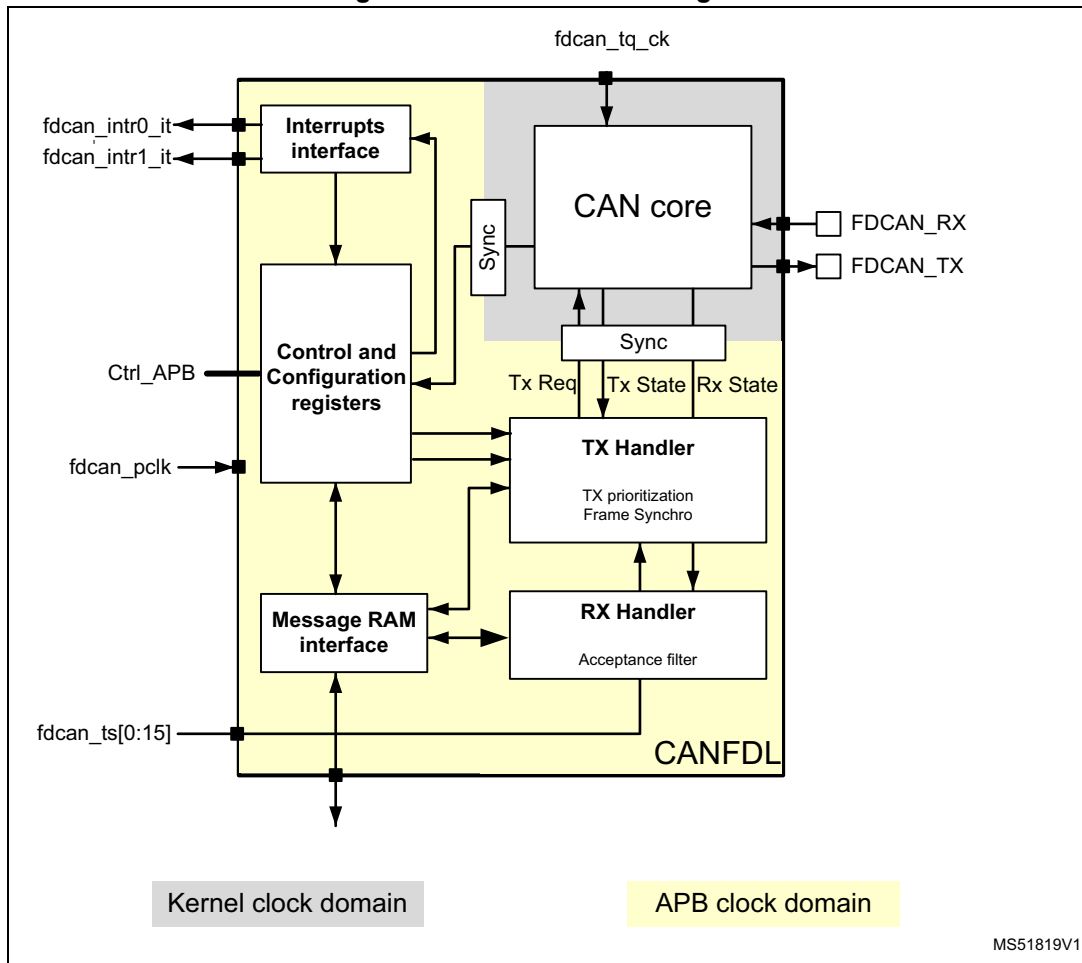 fdcan_tq_ck
fdcan_intr0_it
fdcan_intr1_it
Interrupts
interface
CAN core
Sync
FDCAN_RX
FDCAN_TX
Sync
Tx Req
Tx State
Rx State
Control and
Configuration
registers
Ctrl_APB
fdcan_pclk
TX Handler
TX prioritization
Frame Synchro
Message RAM
interface
RX Handler
Acceptance filter
fdcan_ts[0:15]
CANFDL
Kernel clock domain
APB clock domain
MS51819V1